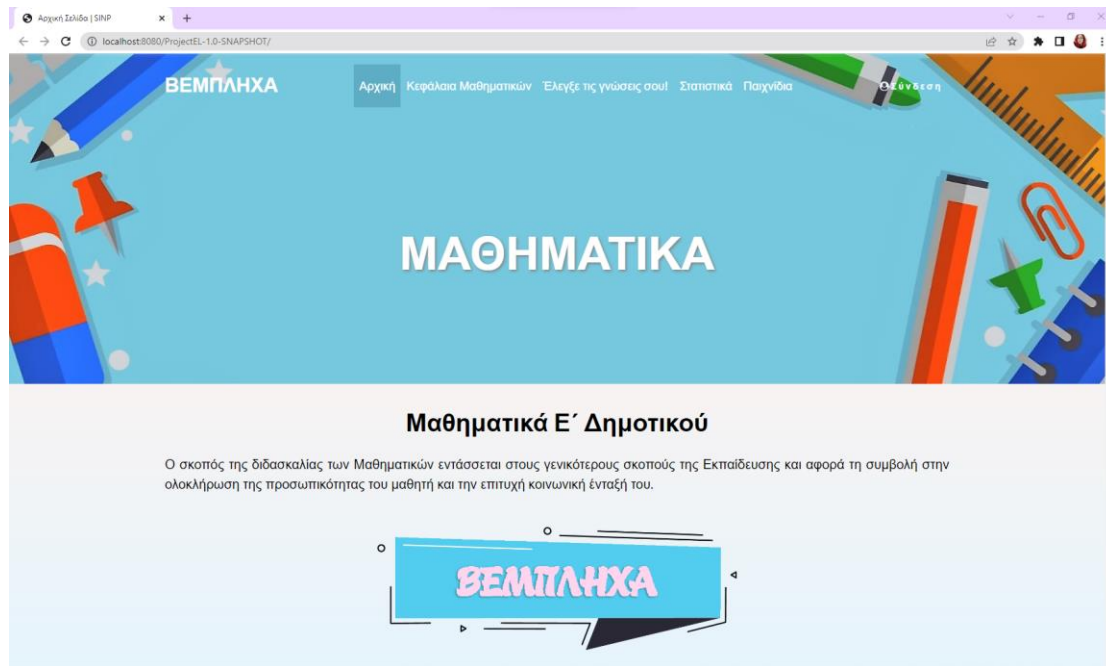 Αρχική Σελίδα | SINP
localhost:8080/ProjectEL-1.0-SNAPSHOT/
ΒΕΜΠΛΗΧΑ
Αρχική Κεφάλαια Μαθηματικών Έλεγξε τις γνώσεις σου! Στατιστικά Παιχνίδια
Σύνδεση
ΜΑΘΗΜΑΤΙΚΑ
Μαθηματικά Ε΄ Δημοτικού
Ο σκοπός της διδασκαλίας των Μαθηματικών εντάσσεται στους γενικότερους σκοπούς της Εκπαίδευσης και αφορά τη συμβολή στην
ολοκλήρωση της προσωπικότητας του μαθητή και την επιτυχή κοινωνική ένταξή του.
ΒΕΜΠΛΗΧΑ